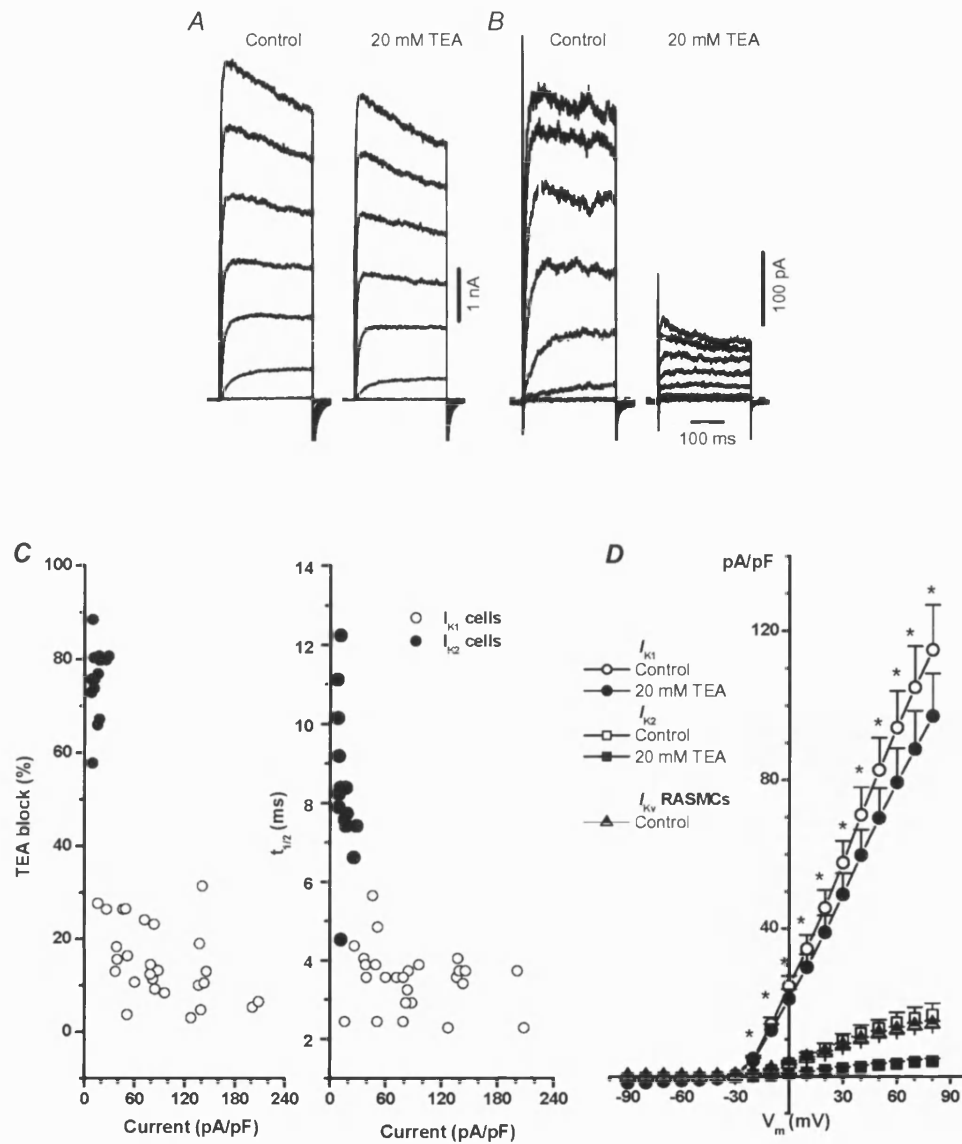 A
Control
20 mM TEA
B
Control
20 mM TEA
1 nA
100 pA
100 ms
C
100
80
60
40
20
0
TEA block (%)
0 60 120 180 240
Current (pA/pF)
14
12
10
8
6
4
2
t1/2 (ms)
IK1 cells
IK2 cells
0 60 120 180 240
Current (pA/pF)
D
pA/pF
120
80
40
IK1
Control
20 mM TEA
IK2
Control
20 mM TEA
IKv RASMCs
Control
* * * * * * * * * * *
-90 -60 -30 0 30 60 90
Vm (mV)